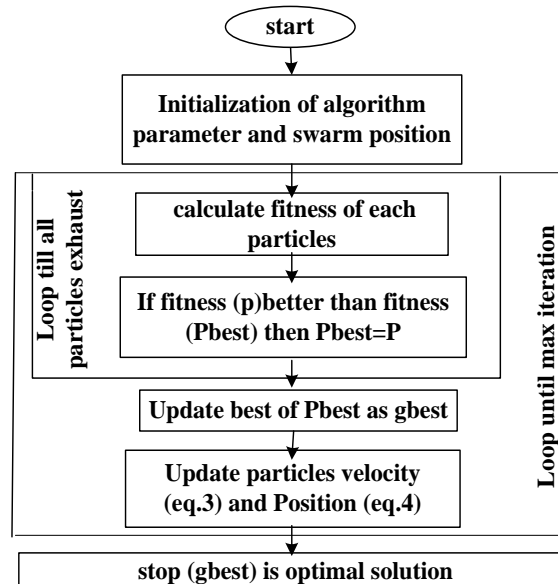 start
Initialization of algorithm
parameter and swarm position
Loop till all
particles exhaust
calculate fitness of each
particles
If fitness (p)better than fitness
(Pbest) then Pbest=P
Update best of Pbest as gbest
Update particles velocity
(eq.3) and Position (eq.4)
Loop until max iteration
stop (gbest) is optimal solution